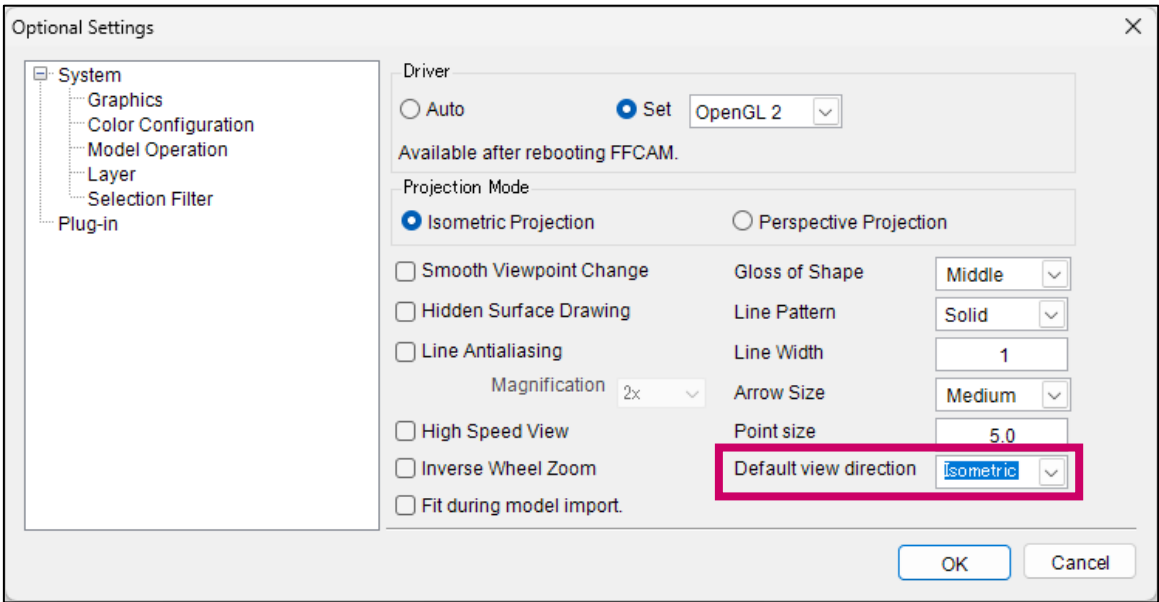 Optional Settings
System
Graphics
Color Configuration
Model Operation
Layer
Selection Filter
Plug-in
Driver
Auto
Set
OpenGL 2
Available after rebooting FFCAM.
Projection Mode
Isometric Projection
Perspective Projection
Smooth Viewpoint Change
Gloss of Shape
Middle
Hidden Surface Drawing
Line Pattern
Solid
Line Antialiasing
Line Width
1
Magnification
2x
Arrow Size
Medium
High Speed View
Point size
5.0
Inverse Wheel Zoom
Default view direction
Isometric
Fit during model import.
OK
Cancel